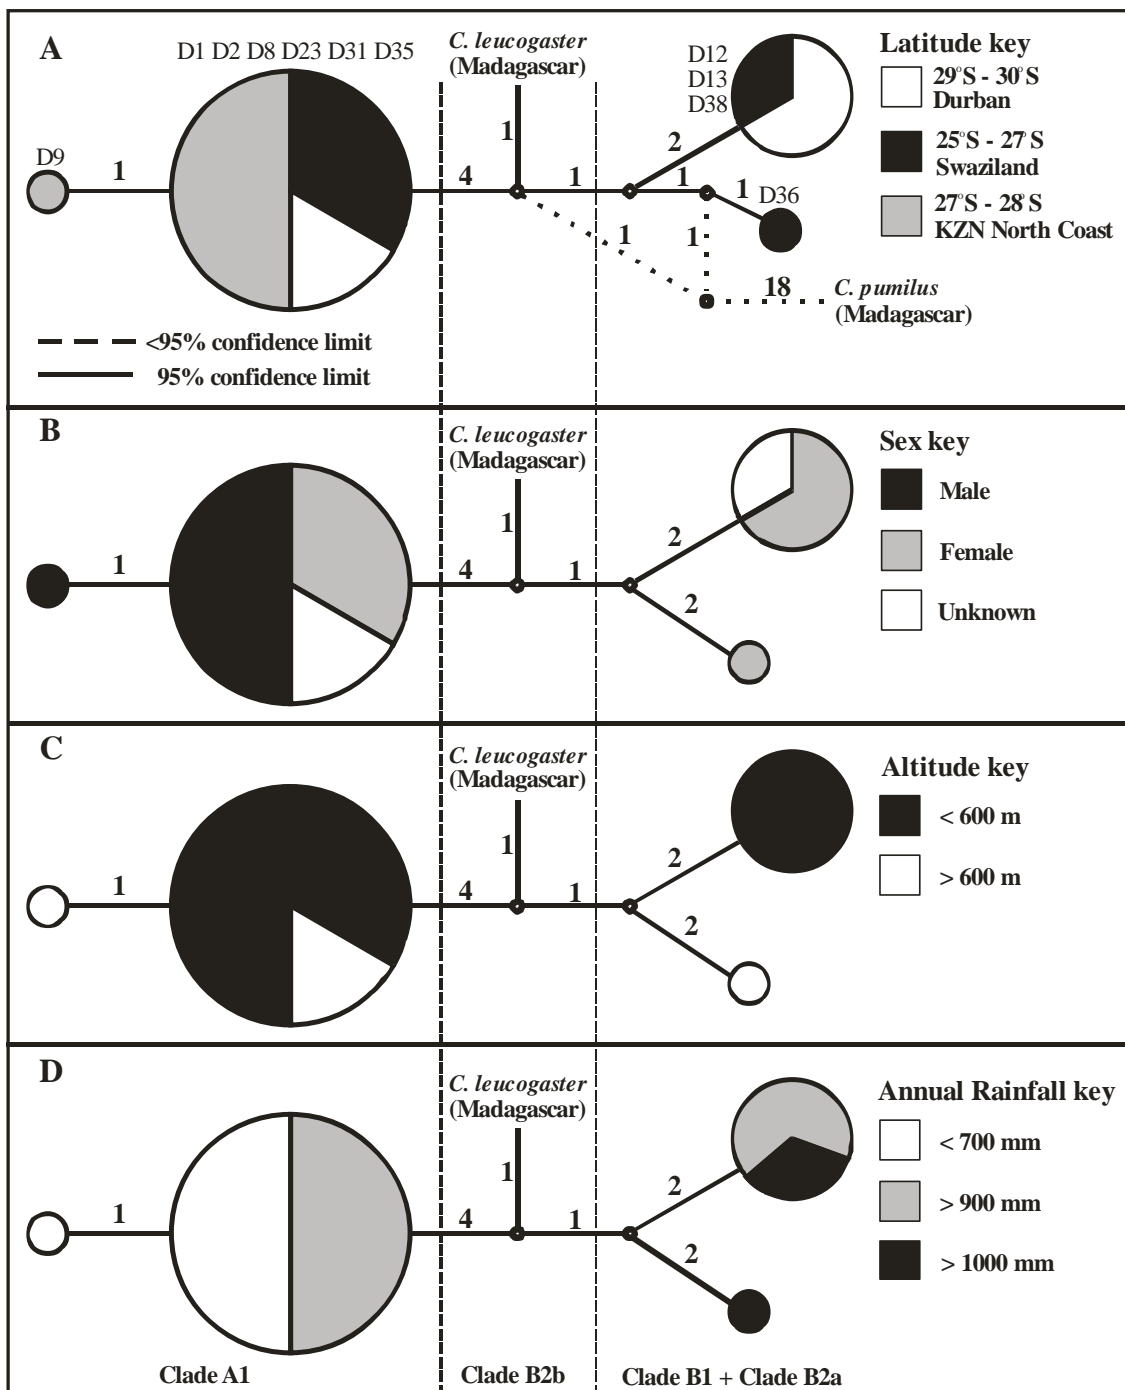 A
D1 D2 D8 D23 D31 D35
C. leucogaster
(Madagascar)
D12
D13
D38
Latitude key
29°S - 30°S
Durban
25°S - 27°S
Swaziland
27°S - 28°S
KZN North Coast
D9
1
4
1
1
2
1
1
D36
1
1
18
C. pumilus
(Madagascar)
<95% confidence limit
95% confidence limit
B
C. leucogaster
(Madagascar)
Sex key
Male
Female
Unknown
1
4
1
1
2
2
C
C. leucogaster
(Madagascar)
Altitude key
< 600 m
> 600 m
1
4
1
1
2
2
D
C. leucogaster
(Madagascar)
Annual Rainfall key
< 700 mm
> 900 mm
> 1000 mm
1
4
1
1
2
2
Clade A1
Clade B2b
Clade B1 + Clade B2a